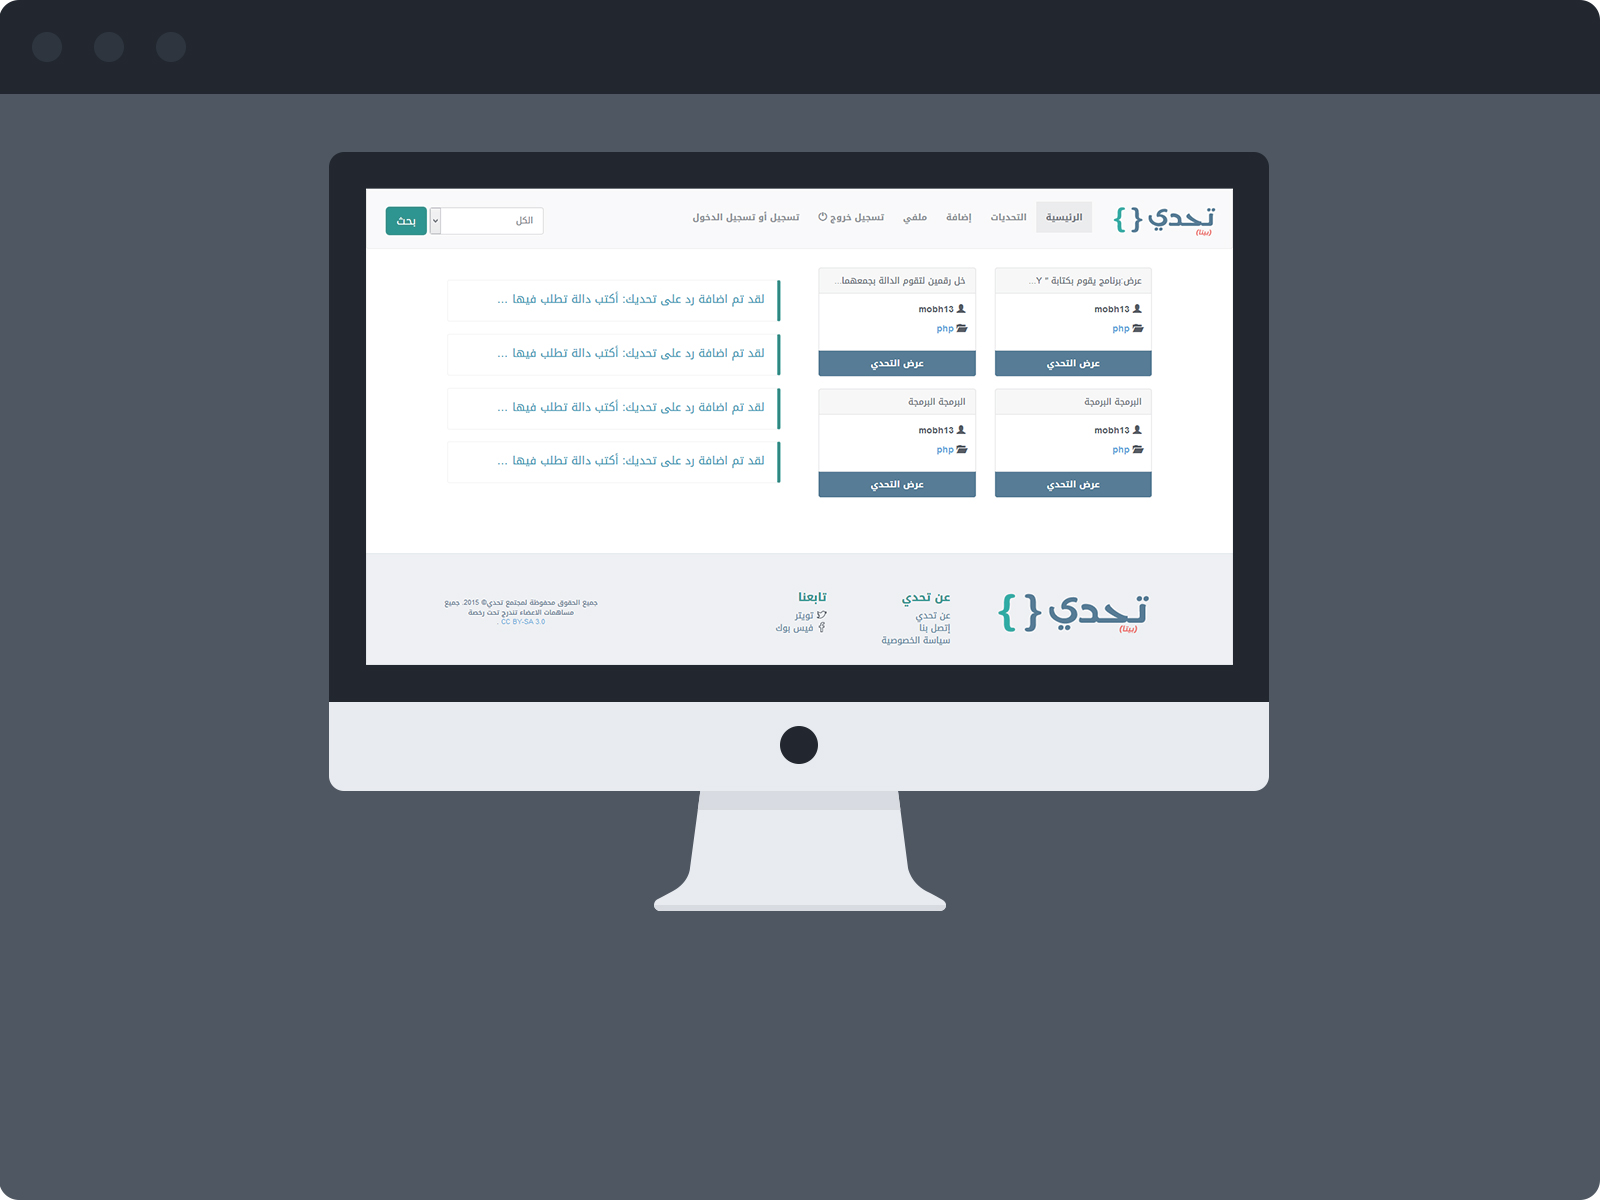 تحدي { }
(بيتا)
الرئيسية
التحديات
إضافة
ملفي
تسجيل خروج
تسجيل أو تسجيل الدخول
الكل
بحث
عرض برنامج يقوم بكتابة " Y...
mobh13
php
عرض التحدي
خل رقمين لتقوم الدالة بجمعهما...
mobh13
php
عرض التحدي
البرمجة البرمجة
mobh13
php
عرض التحدي
البرمجة البرمجة
mobh13
php
عرض التحدي
لقد تم اضافة رد على تحديك: أكتب دالة تطلب فيها ...
لقد تم اضافة رد على تحديك: أكتب دالة تطلب فيها ...
لقد تم اضافة رد على تحديك: أكتب دالة تطلب فيها ...
لقد تم اضافة رد على تحديك: أكتب دالة تطلب فيها ...
تحدي { }
(بيتا)
عن تحدي
عن تحدي
إتصل بنا
سياسة الخصوصية
تابعنا
تويتر
فيس بوك
جميع الحقوق محفوظة لمجتمع تحدي© 2015. جميع
مساهمات الاعضاء تندرج تحت رخصة
CC BY-SA 3.0 .